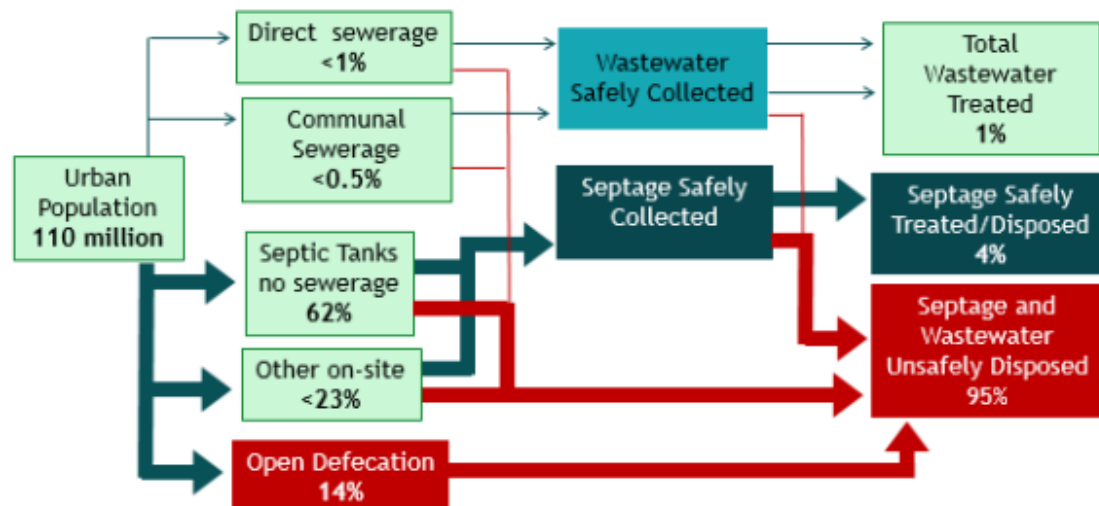 Direct sewerage
<1%
Communal
Sewerage
<0.5%
Urban
Population
110 million
Septic Tanks
no sewerage
62%
Other on-site
<23%
Open Defecation
14%
Wastewater
Safely Collected
Septage Safely
Collected
Total
Wastewater
Treated
1%
Septage Safely
Treated/Disposed
4%
Septage and
Wastewater
Unsafely Disposed
95%